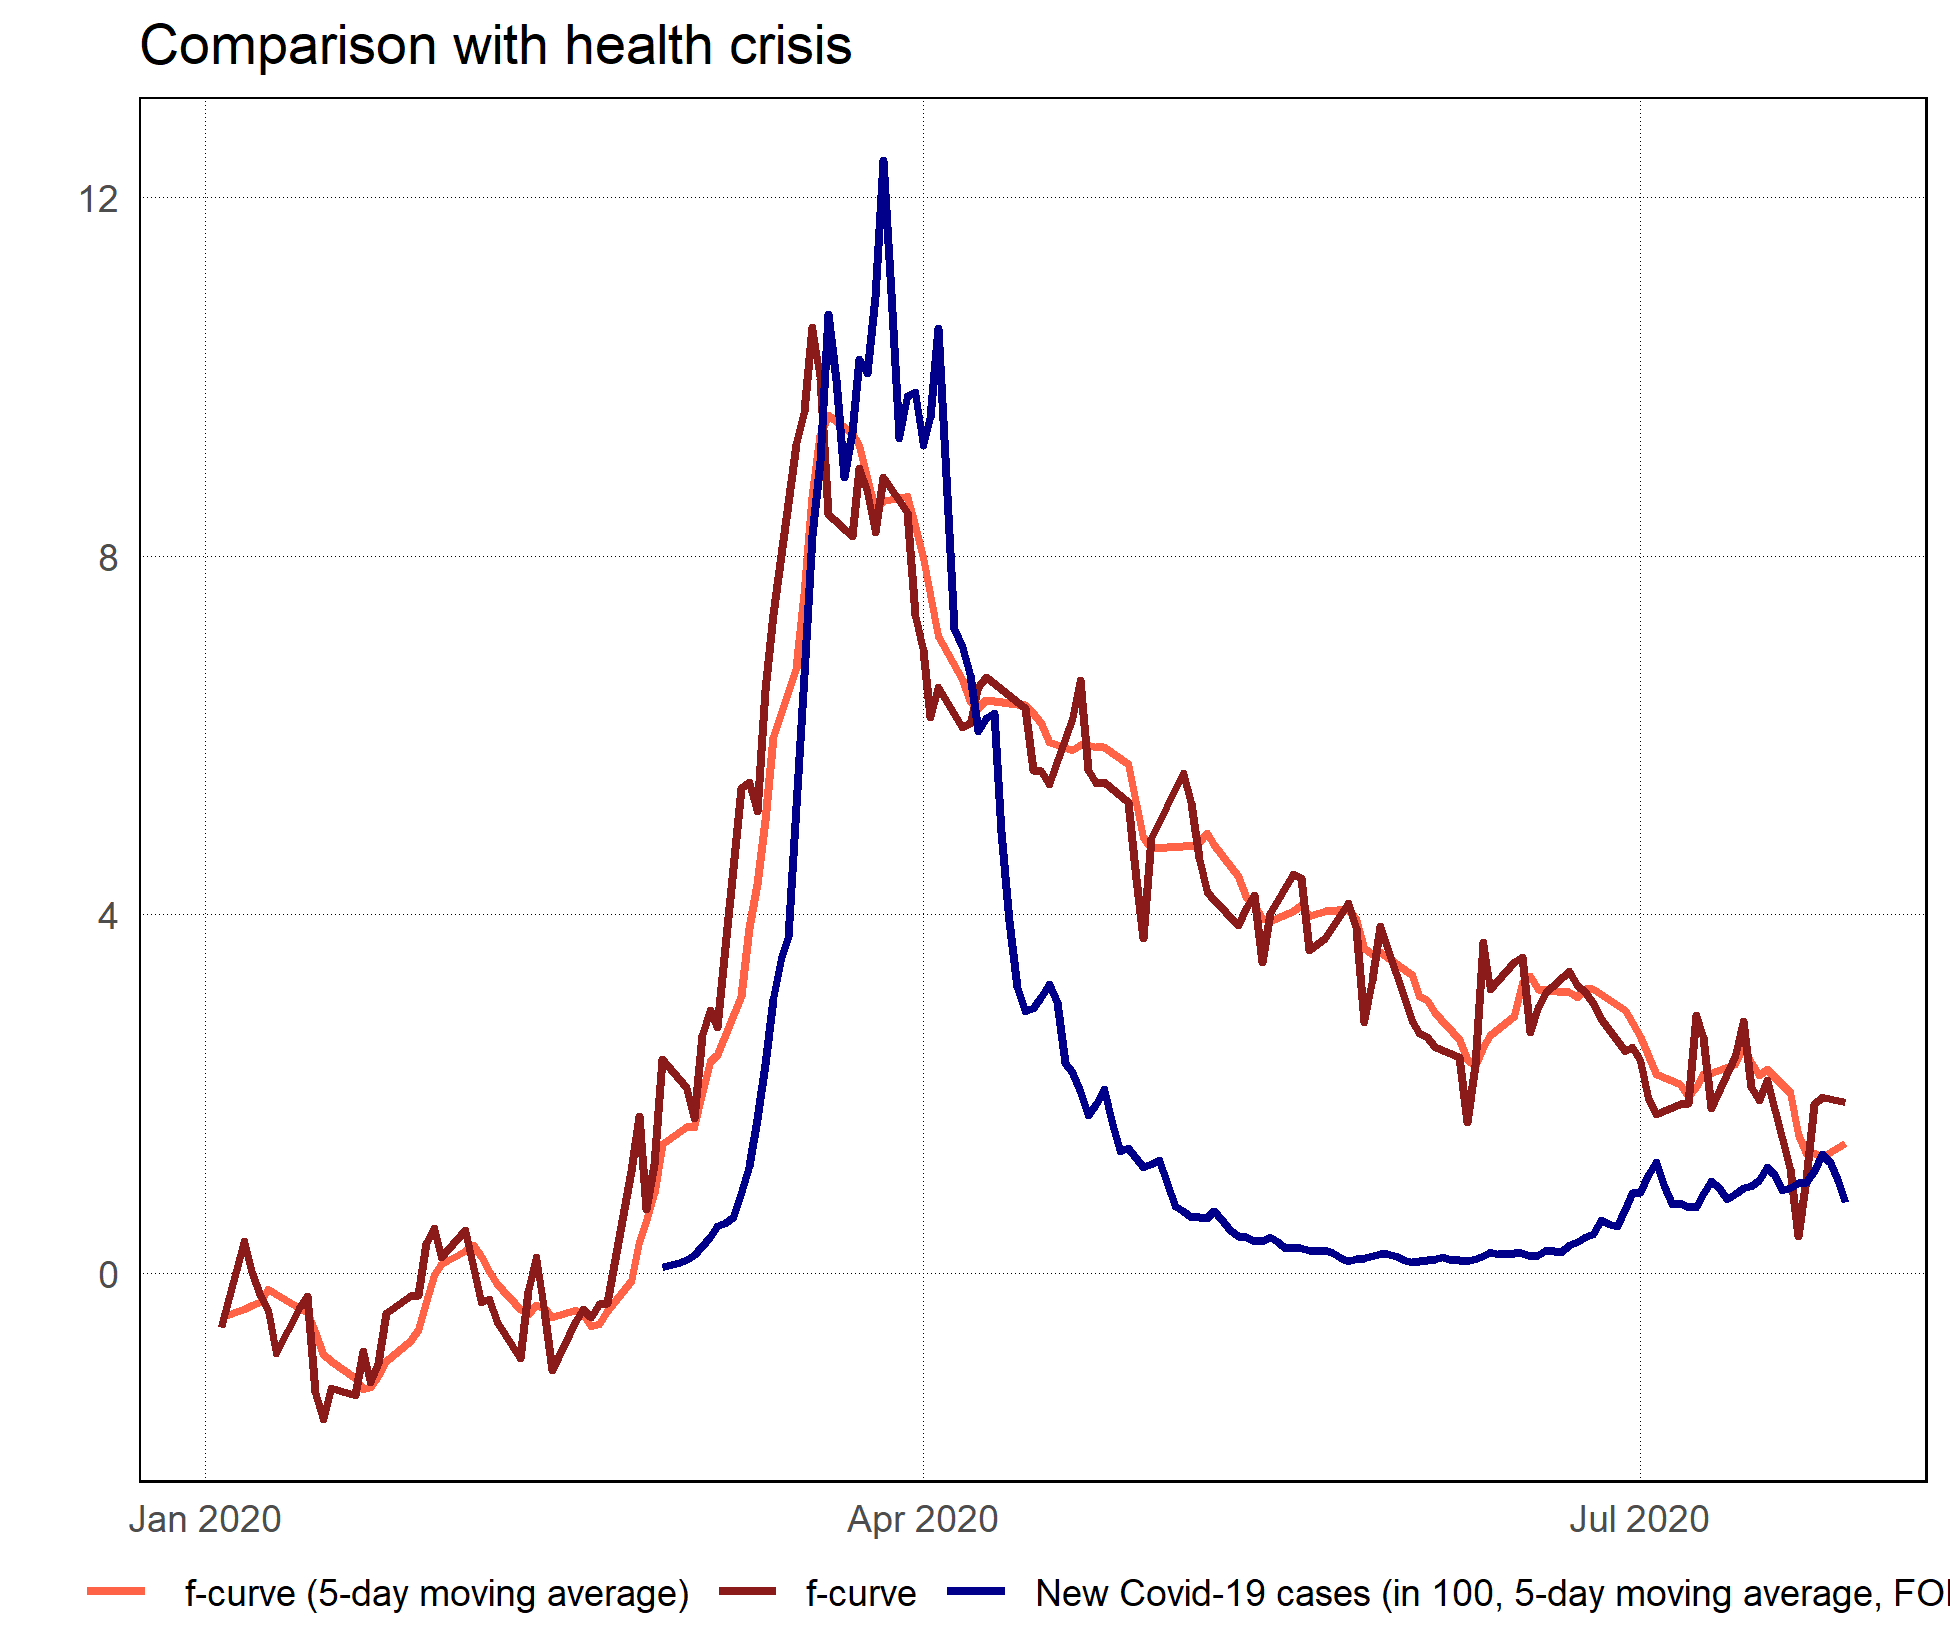 Comparison with health crisis
12
8
4
0
Jan 2020 Apr 2020 Jul 2020
f-curve (5-day moving average) f-curve New Covid-19 cases (in 100, 5-day moving average,